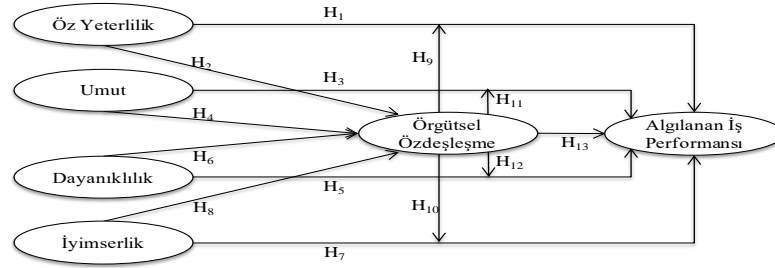 H₁
Öz Yeterlilik
H₂
H₉
H₃
Umut
H₁₁
H₄
Örgütsel
Özdeşleşme
H₁₃
Algılanan İş
Performansı
H₆
H₁₂
Dayanıklılık
H₅
H₈
H₁₀
İyimserlik
H₇